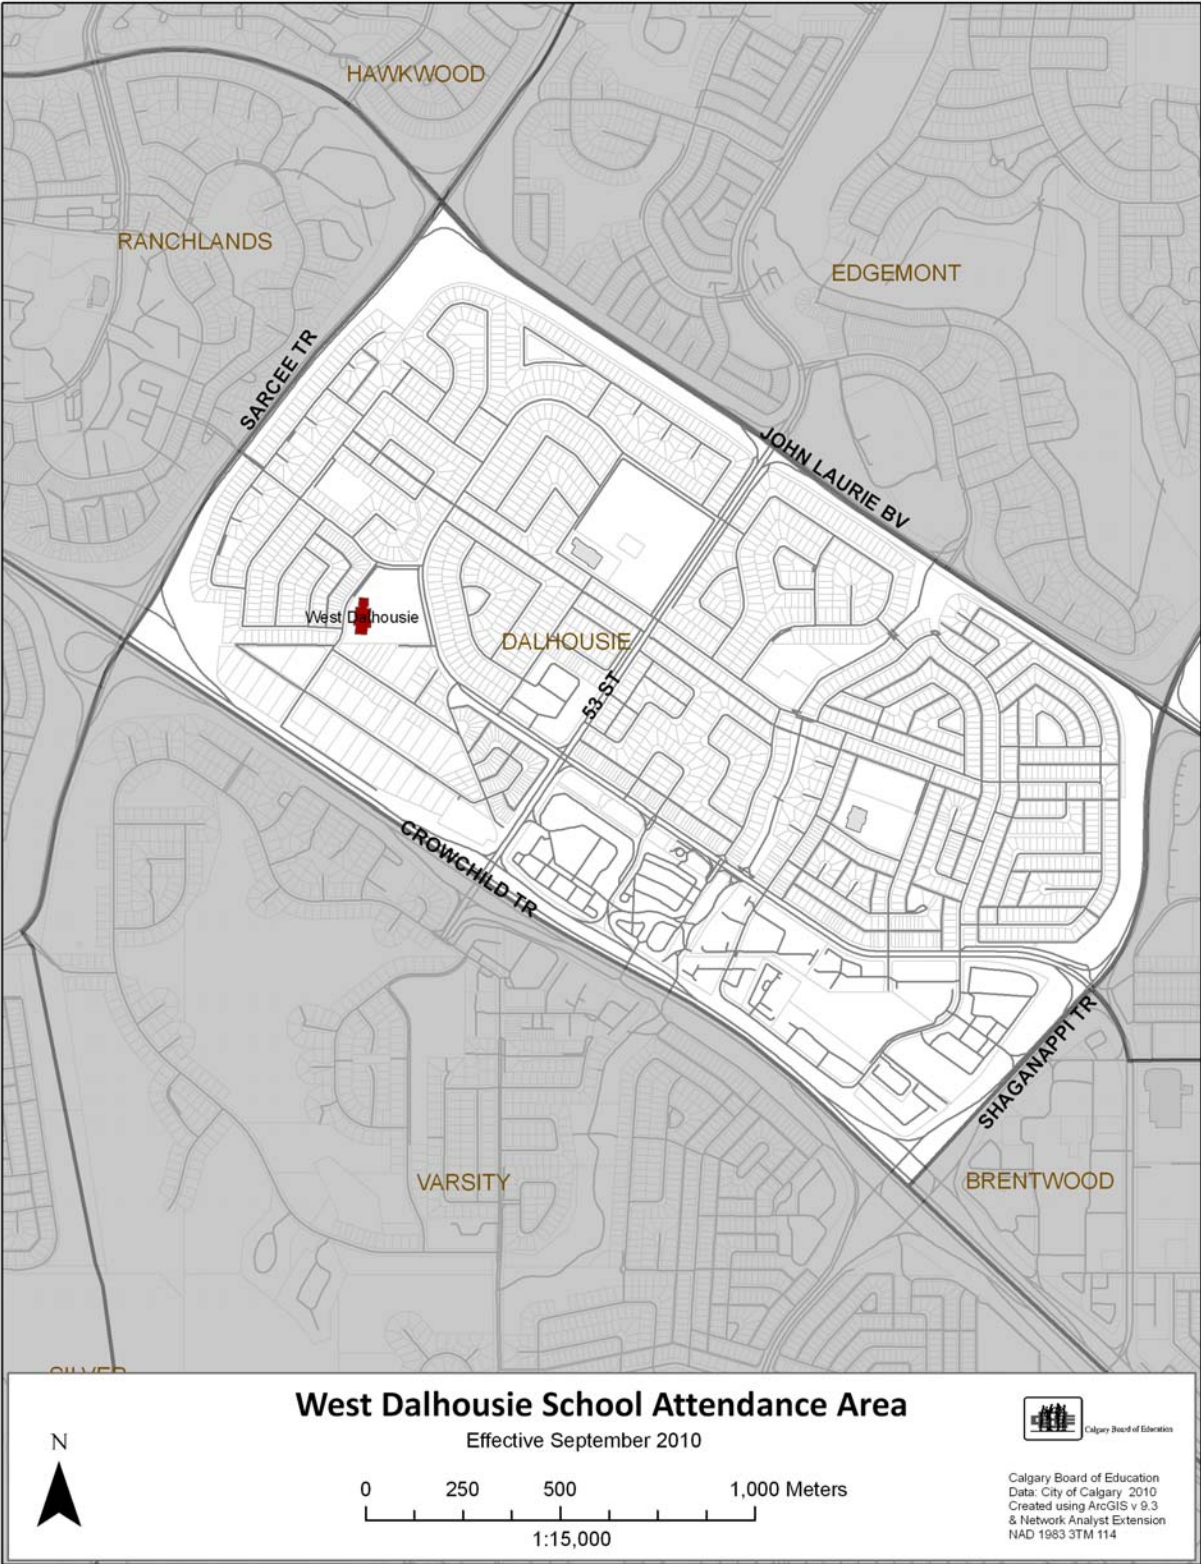 HAWKWOOD
RANCHLANDS
EDGEMONT
SARCEE TR
JOHN LAURIE BV
West Dalhousie
DALHOUSIE
53 ST
CROWCHILD TR
SHAGANAPPI TR
VARSITY
BRENTWOOD
SILVER
West Dalhousie School Attendance Area
Effective September 2010
N
0 250 500 1,000 Meters
1:15,000
Calgary Board of Education
Calgary Board of Education
Data: City of Calgary 2010
Created using ArcGIS v 9.3
& Network Analyst Extension
NAD 1983 3TM 114